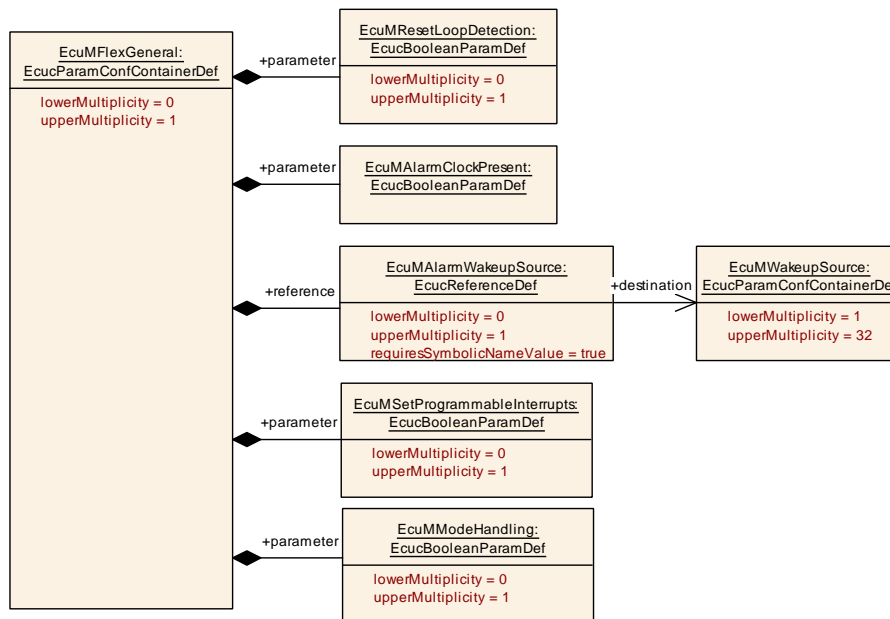 EcuMFlexGeneral:
EcucParamConfContainerDef
lowerMultiplicity = 0
upperMultiplicity = 1
+parameter
EcuMResetLoopDetection:
EcucBooleanParamDef
lowerMultiplicity = 0
upperMultiplicity = 1
+parameter
EcuMAlarmClockPresent:
EcucBooleanParamDef
+reference
EcuMAlarmWakeupSource:
EcucReferenceDef
lowerMultiplicity = 0
upperMultiplicity = 1
requiresSymbolicNameValue = true
+destination
EcuMWakeupSource:
EcucParamConfContainerDef
lowerMultiplicity = 1
upperMultiplicity = 32
+parameter
EcuMSetProgrammableInterrupts:
EcucBooleanParamDef
lowerMultiplicity = 0
upperMultiplicity = 1
+parameter
EcuMModeHandling:
EcucBooleanParamDef
lowerMultiplicity = 0
upperMultiplicity = 1